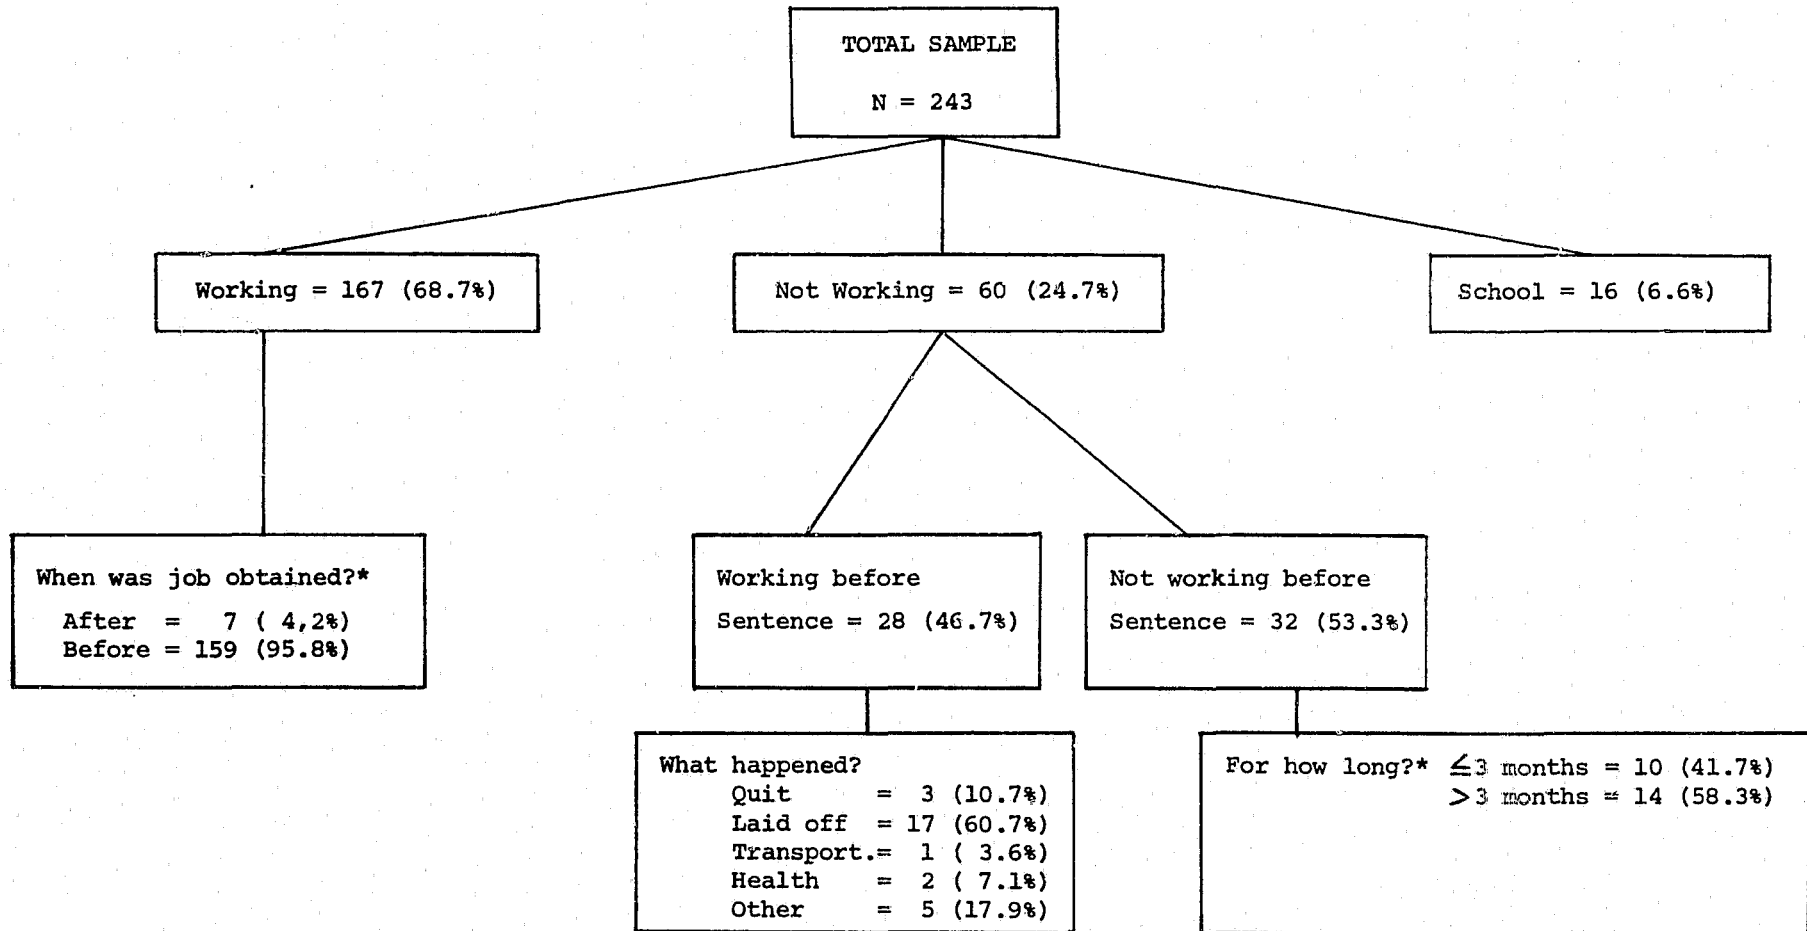 TOTAL SAMPLE
N = 243
Working = 167 (68.7%)
Not Working = 60 (24.7%)
School = 16 (6.6%)
When was job obtained?*
After = 7 ( 4,2%)
Before = 159 (95.8%)
Working before
Sentence = 28 (46.7%)
Not working before
Sentence = 32 (53.3%)
What happened?
Quit = 3 (10.7%)
Laid off = 17 (60.7%)
Transport.= 1 ( 3.6%)
Health = 2 ( 7.1%)
Other = 5 (17.9%)
For how long?* ≤3 months = 10 (41.7%)
>3 months = 14 (58.3%)